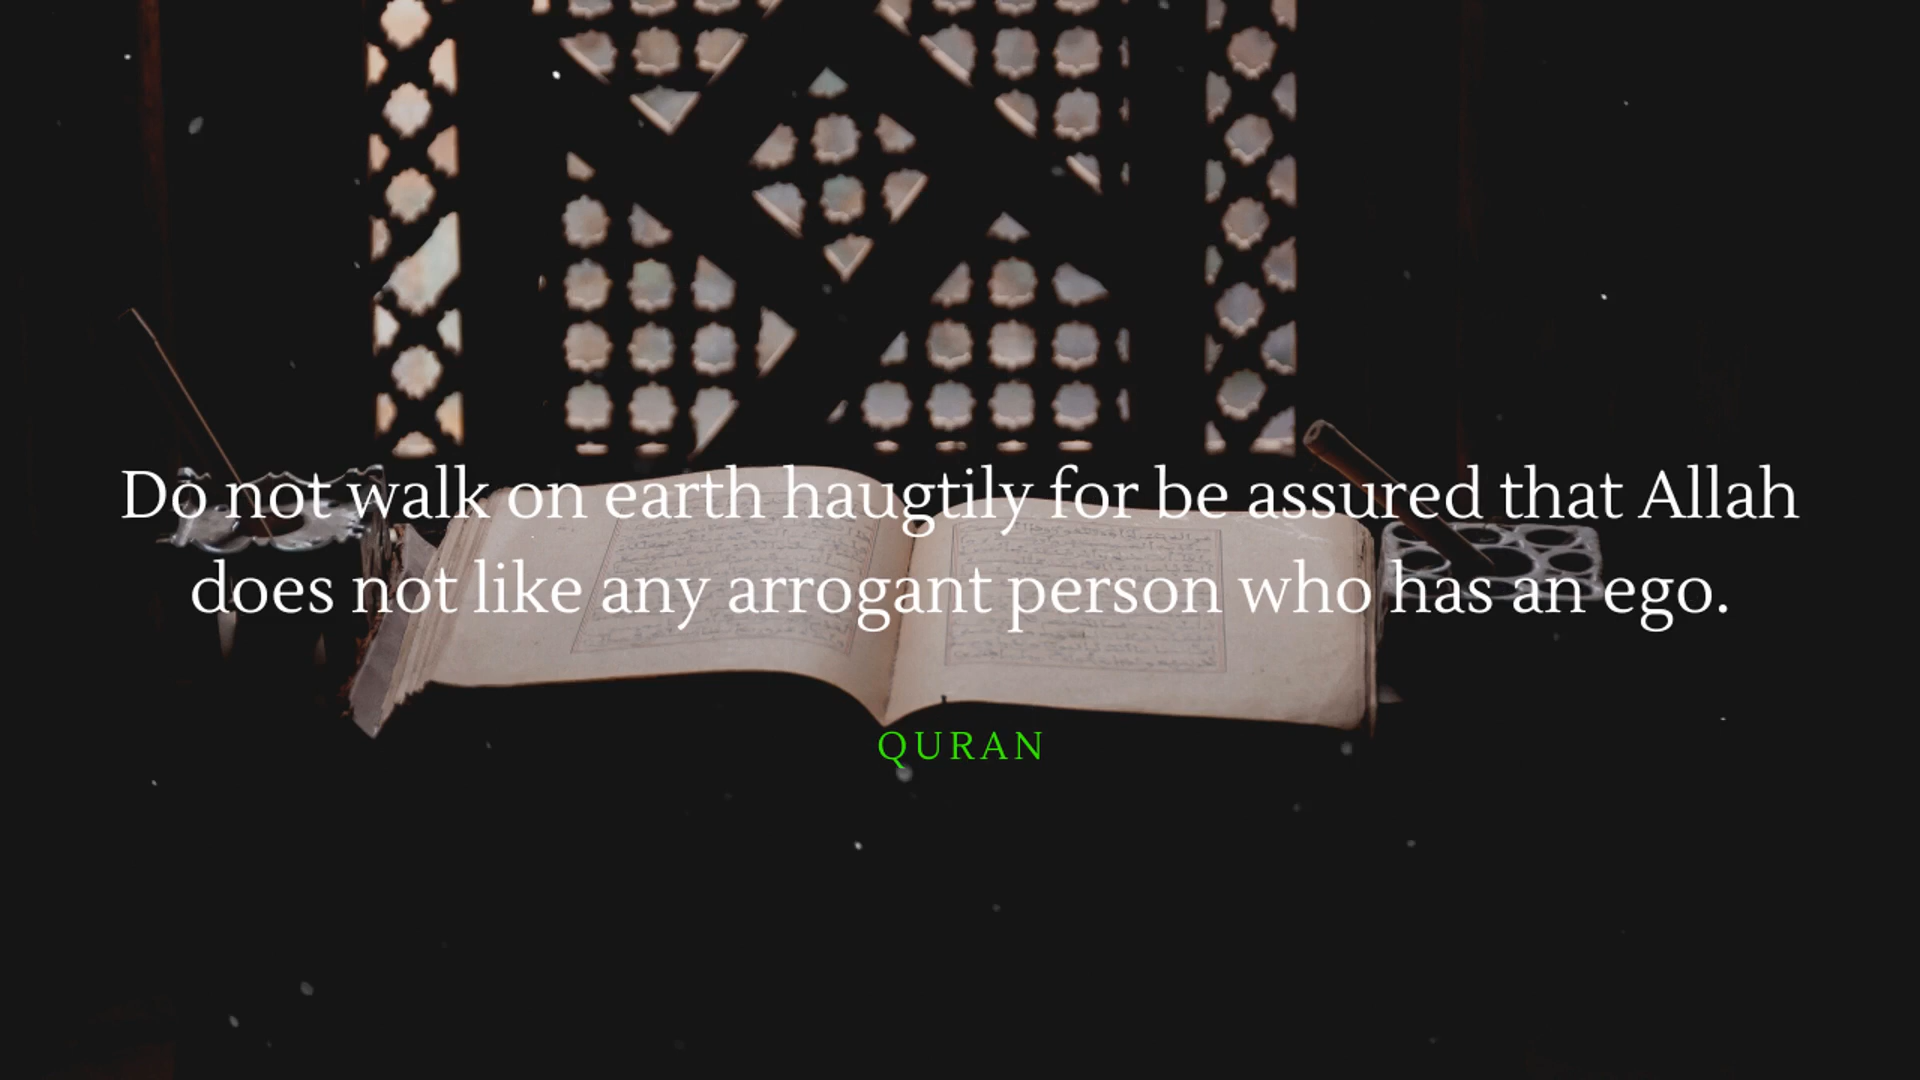 Do not walk on earth haugtily for be assured that Allah
does not like any arrogant person who has an ego.
QURAN